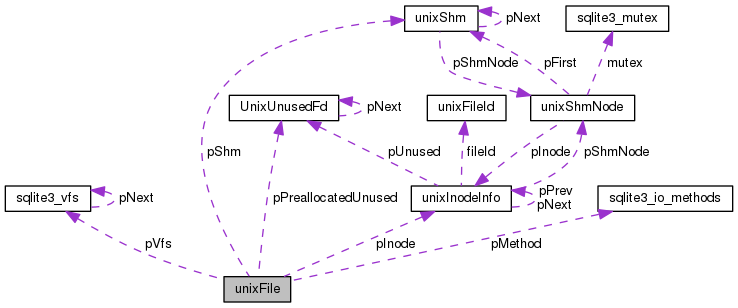 unixShm
pNext
sqlite3_mutex
pShmNode
pFirst
mutex
UnixUnusedFd
pNext
unixFileId
unixShmNode
pShm
pUnused
fileId
pInode
pShmNode
sqlite3_vfs
pNext
pPreallocatedUnused
unixInodeInfo
pPrev
pNext
sqlite3_io_methods
pVfs
pInode
pMethod
unixFile